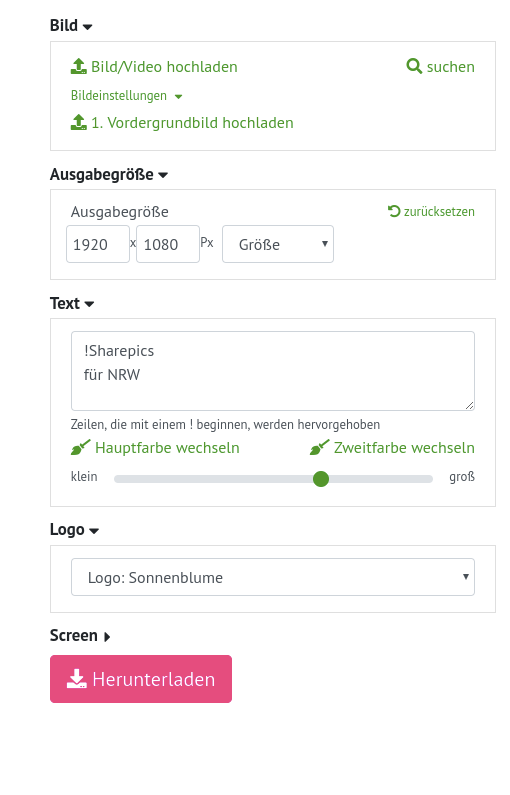 Bild
Bild/Video hochladen
suchen
Bildeinstellungen
1. Vordergrundbild hochladen
Ausgabegröße
Ausgabegröße
zurücksetzen
1920 x 1080 Px Größe
Text
!Sharepics
für NRW
Zeilen, die mit einem ! beginnen, werden hervorgehoben
Hauptfarbe wechseln
Zweitfarbe wechseln
klein
groß
Logo
Logo: Sonnenblume
Screen
Herunterladen